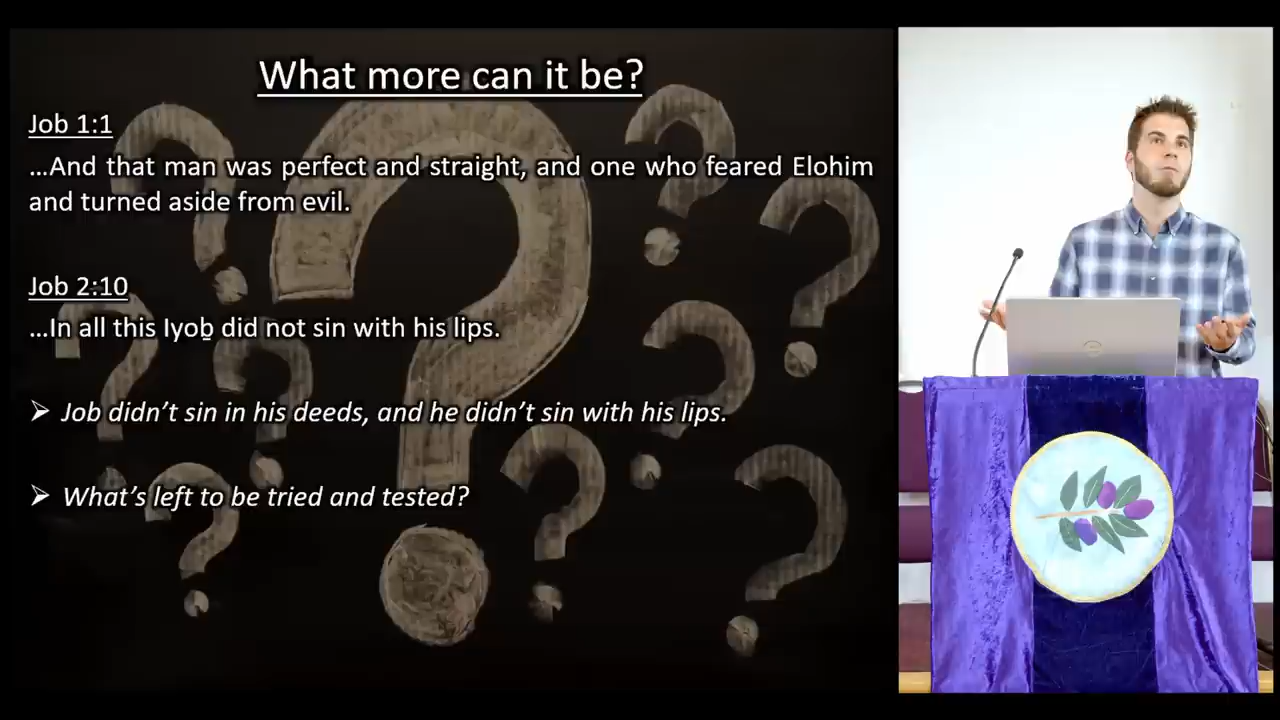 What more can it be?
Job 1:1
…And that man was perfect and straight, and one who feared Elohim
and turned aside from evil.
Job 2:10
…In all this Iyoḇ did not sin with his lips.
➢ Job didn’t sin in his deeds, and he didn’t sin with his lips.
➢ What’s left to be tried and tested?